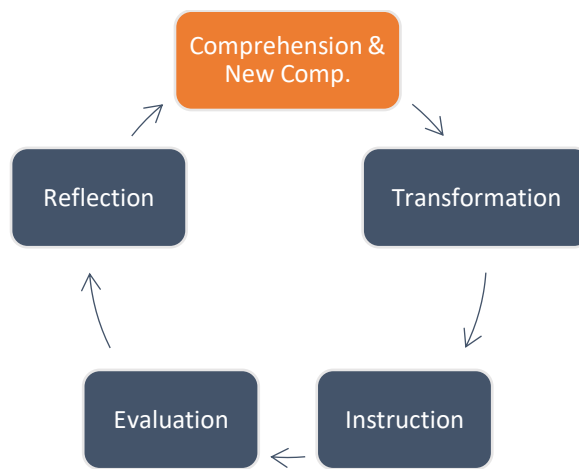 Comprehension &
New Comp.
Transformation
Instruction
Evaluation
Reflection